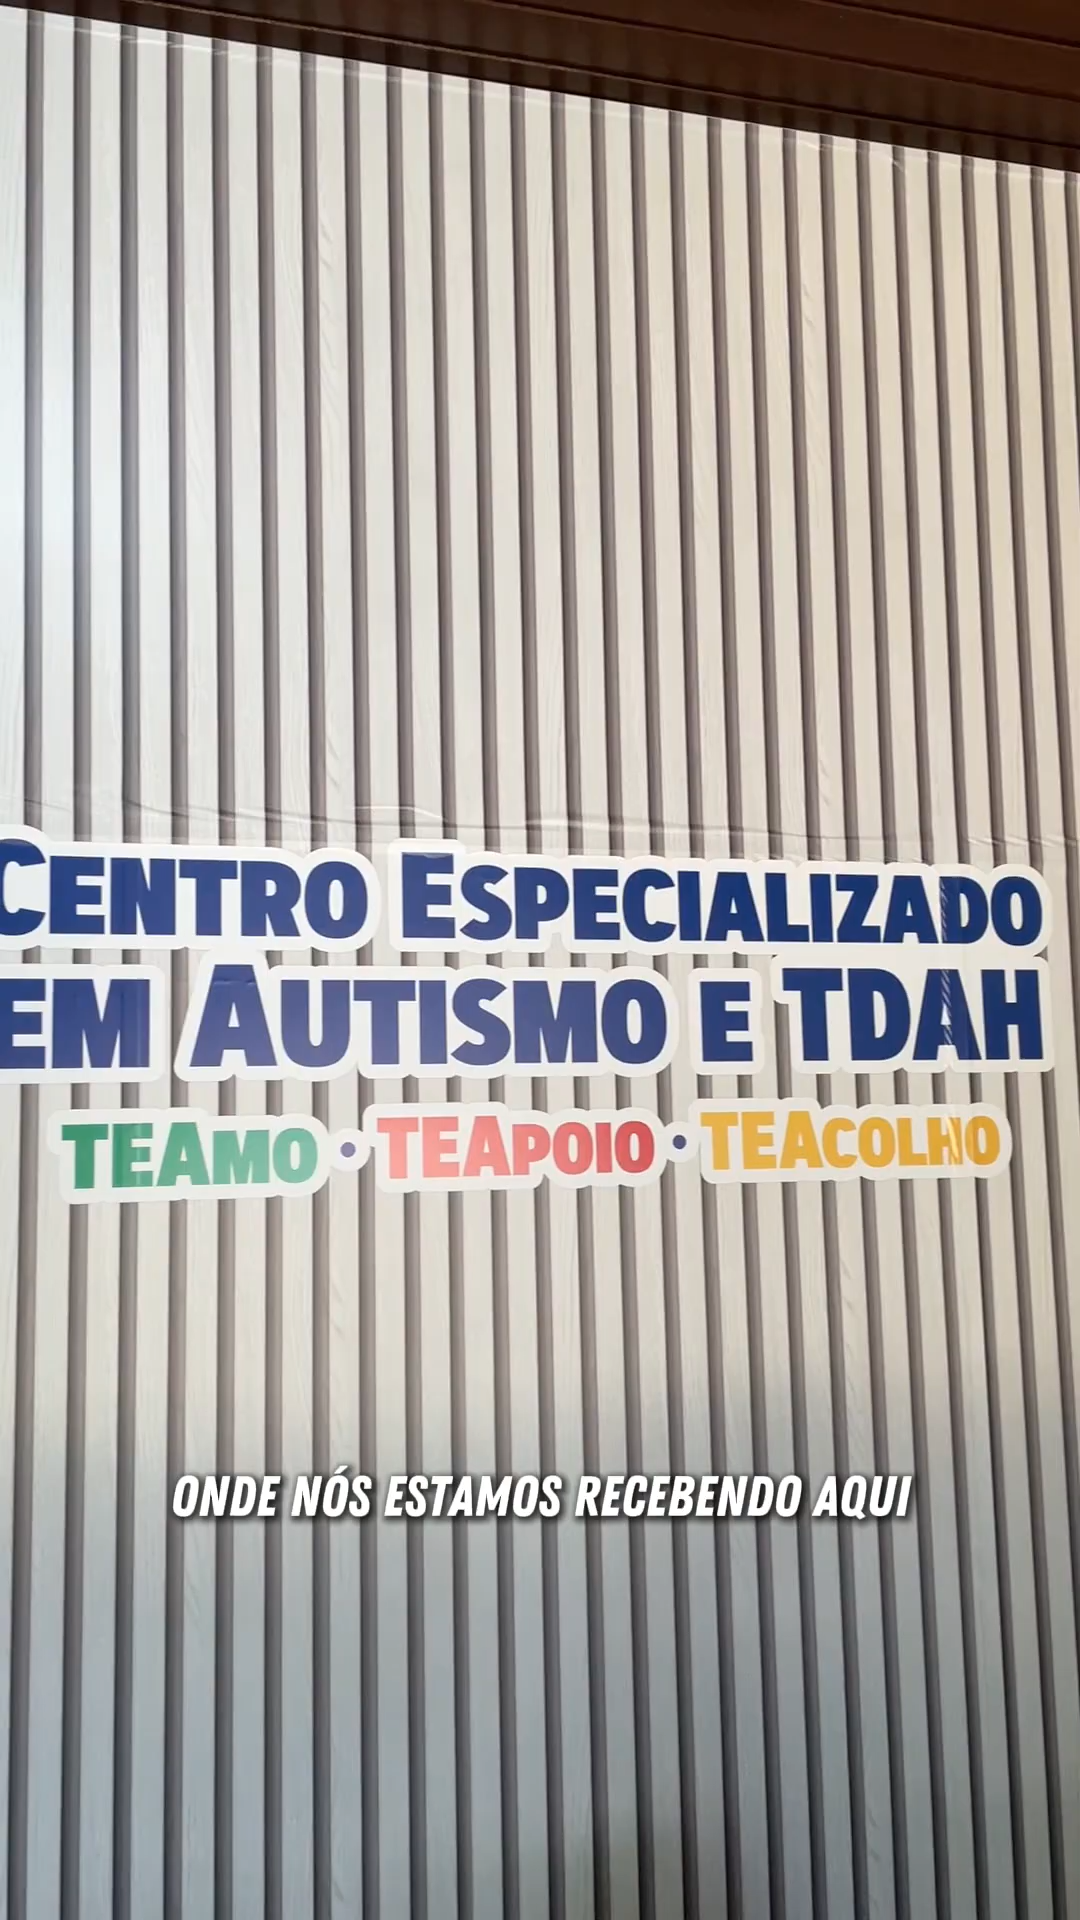 CENTRO ESPECIALIZADO
EM AUTISMO E TDAH
TEAMO • TEAPOIO • TEACOLHO
ONDE NÓS ESTAMOS RECEBENDO AQUI